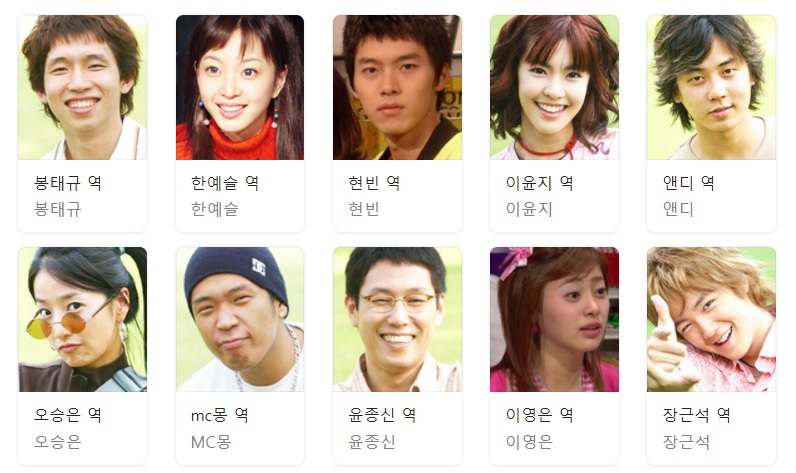 봉태규 역
봉태규
한예슬 역
한예슬
현빈 역
현빈
이윤지 역
이윤지
앤디 역
앤디
오승은 역
오승은
mc몽 역
MC몽
윤종신 역
윤종신
이영은 역
이영은
장근석 역
장근석